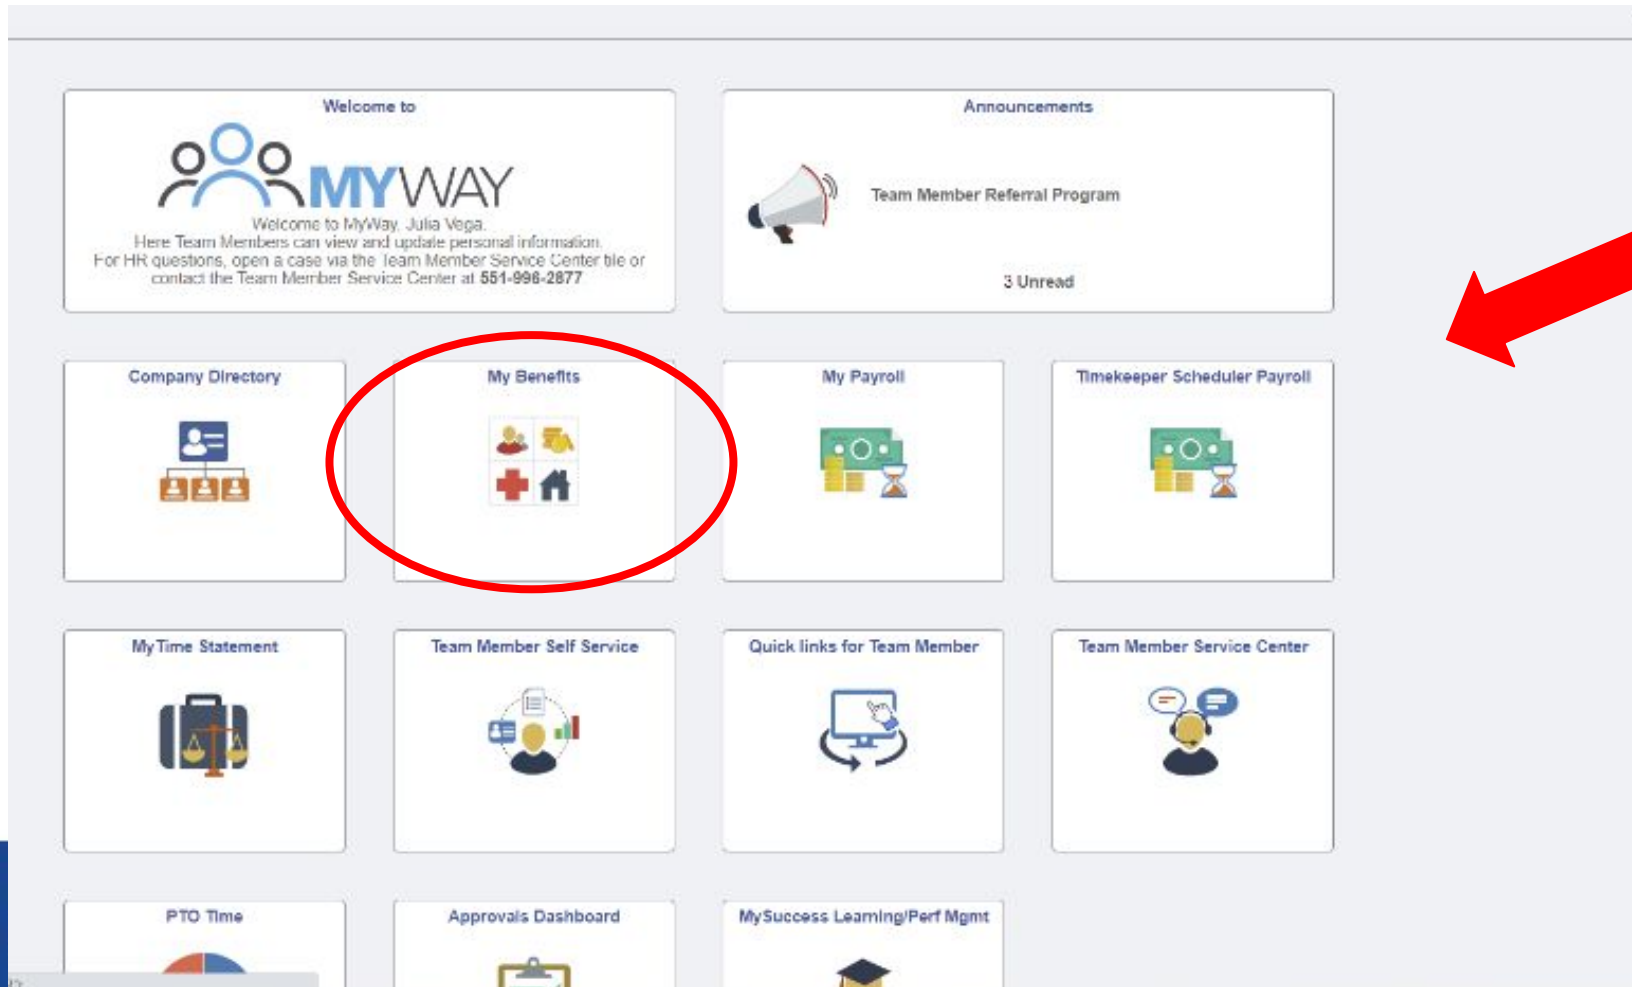 Welcome to
MYWAY
Welcome to MyWay, Julia Vega.
Here Team Members can view and update personal information.
For HR questions, open a case via the Team Member Service Center tile or
contact the Team Member Service Center at 551-996-2877
Announcements
Team Member Referral Program
3 Unread
Company Directory
My Benefits
My Payroll
Timekeeper Scheduler Payroll
MyTime Statement
Team Member Self Service
Quick links for Team Member
Team Member Service Center
PTO Time
Approvals Dashboard
MySuccess Learning/Perf Mgmt